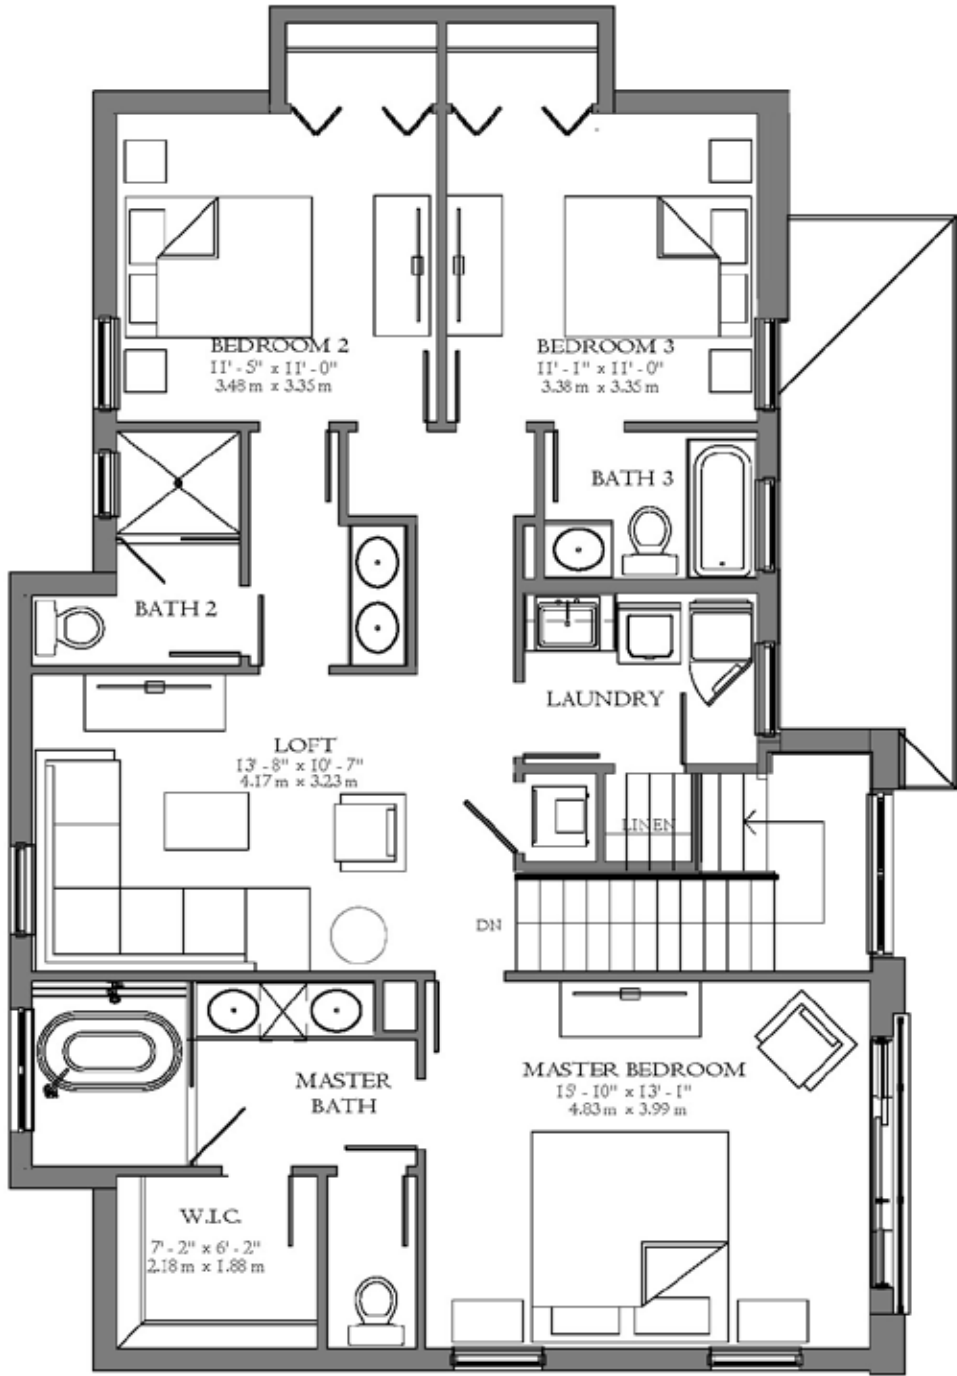 BEDROOM 2
11' - 5" x 11' - 0"
3.48 m x 3.35 m
BEDROOM 3
11' - 1" x 11' - 0"
3.38 m x 3.35 m
BATH 3
BATH 2
LAUNDRY
LOFT
13' - 8" x 10' - 7"
4.17 m x 3.23 m
LINEN
DN
MASTER BEDROOM
15' - 10" x 13' - 1"
4.83 m x 3.99 m
MASTER
BATH
W.I.C.
7' - 2" x 6' - 2"
2.18 m x 1.88 m